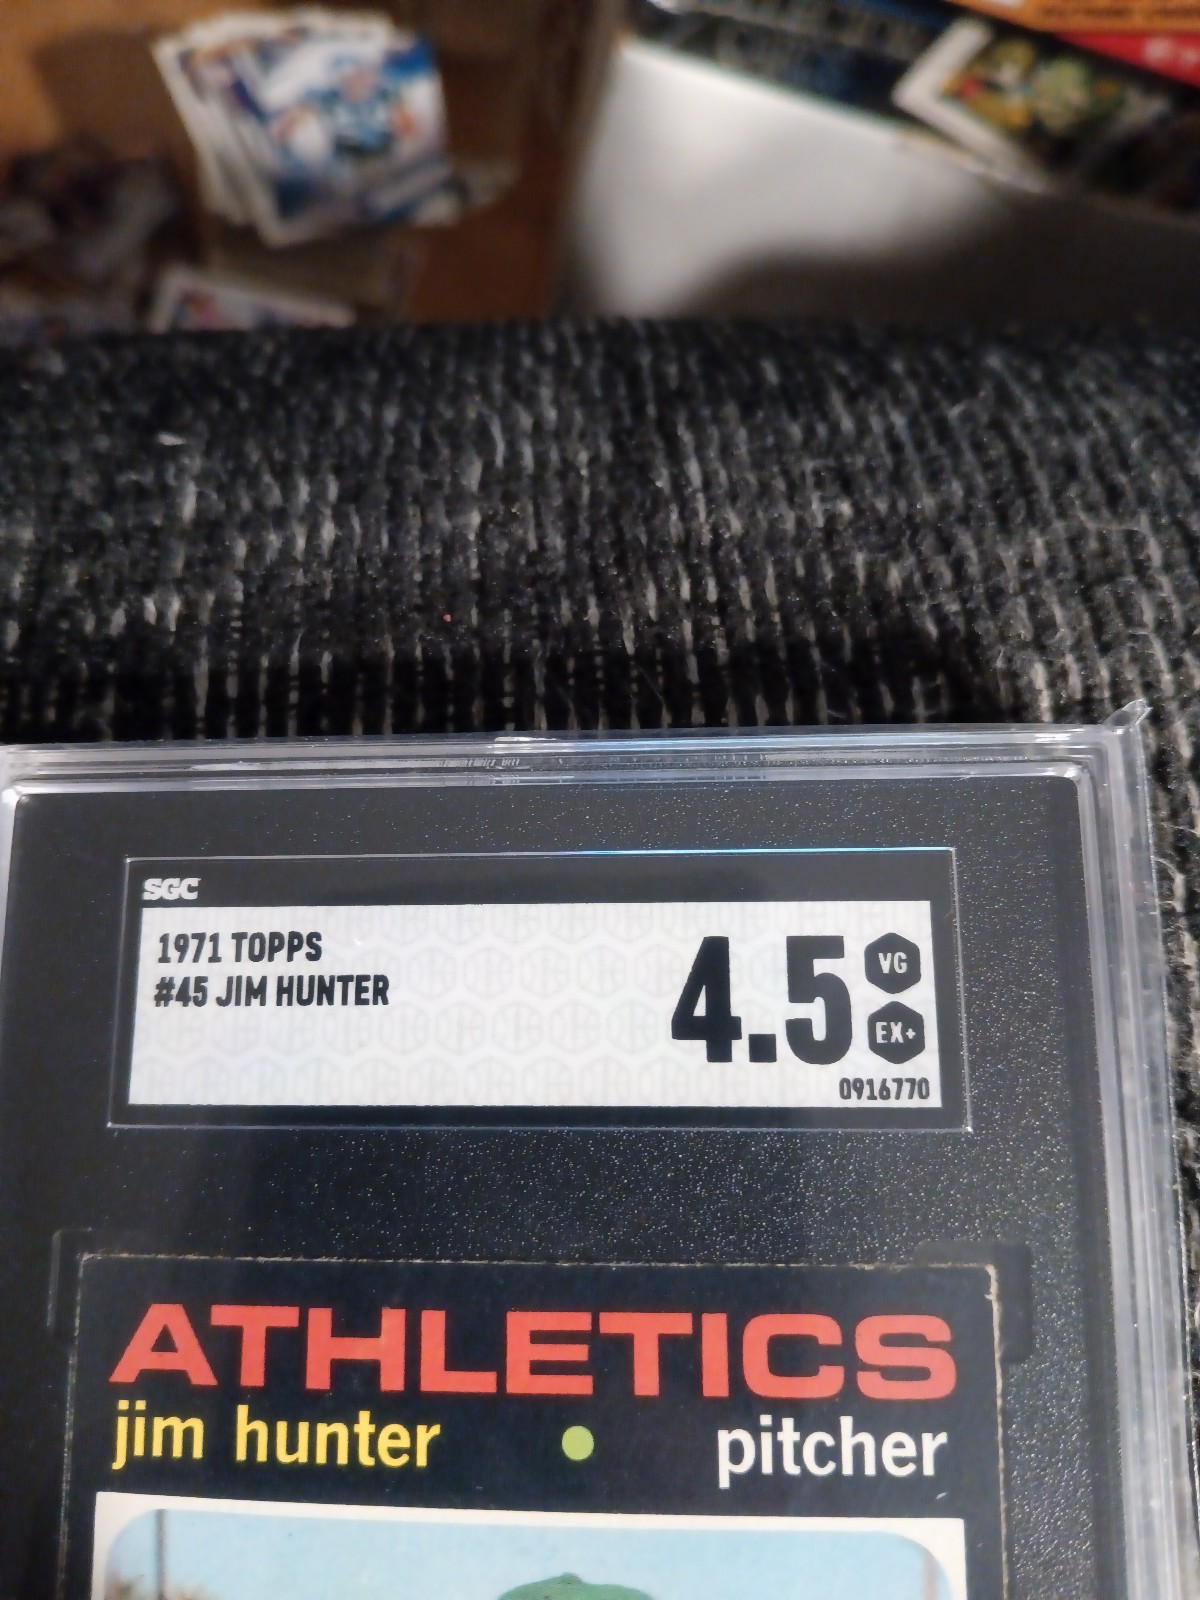 SGC
1971 TOPPS
#45 JIM HUNTER
4.5
VG
EX+
0916770
ATHLETICS
jim hunter • pitcher